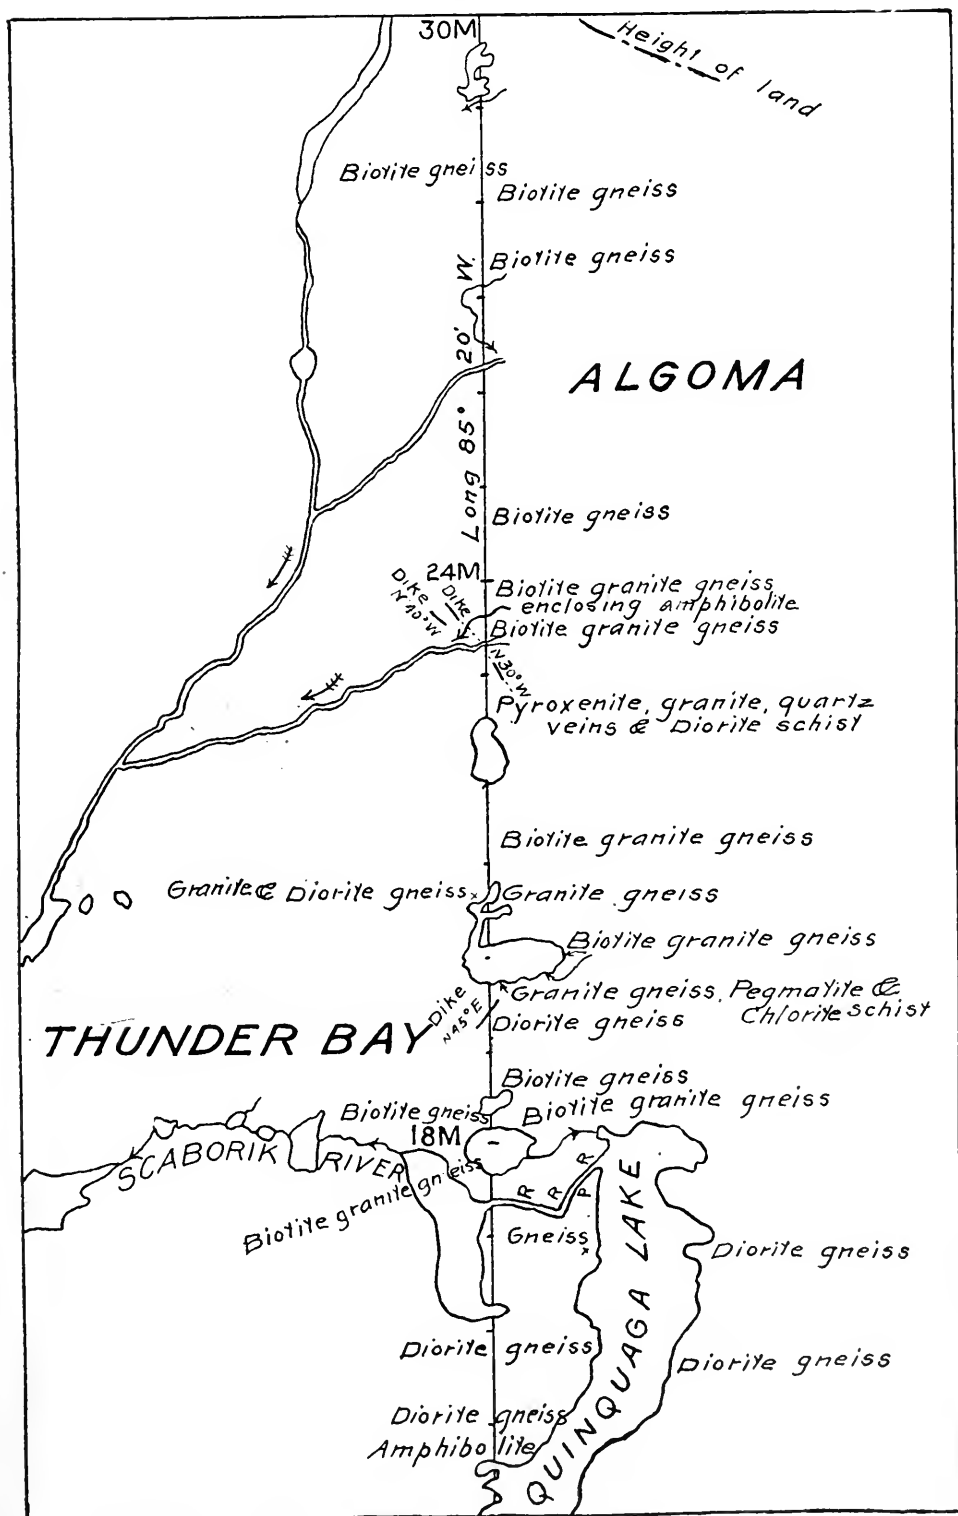 30M
Height of land
Biotite gneiss
Biotite gneiss
Biotite gneiss
Long 85° 20' W.
ALGOMA
Biotite gneiss
24M
Biotite granite gneiss
enclosing amphibolite
Dike
N 40° W
Dike
Biotite granite gneiss
N 30° W
Pyroxenite, granite, quartz
veins & Diorite schist
Biotite granite gneiss
Granite & Diorite gneiss
Granite gneiss
Biotite granite gneiss
Granite gneiss, Pegmatite &
Chlorite schist
Dike
N 45° E
Diorite gneiss
THUNDER BAY
Biotite gneiss
Biotite granite gneiss
Biotite gneiss
18M
SCABORIK RIVER
Biotite granite gneiss
R R R P
Gneiss
QUINQUAGA LAKE
Diorite gneiss
Diorite gneiss
Diorite gneiss
Diorite gneiss
Amphibolite